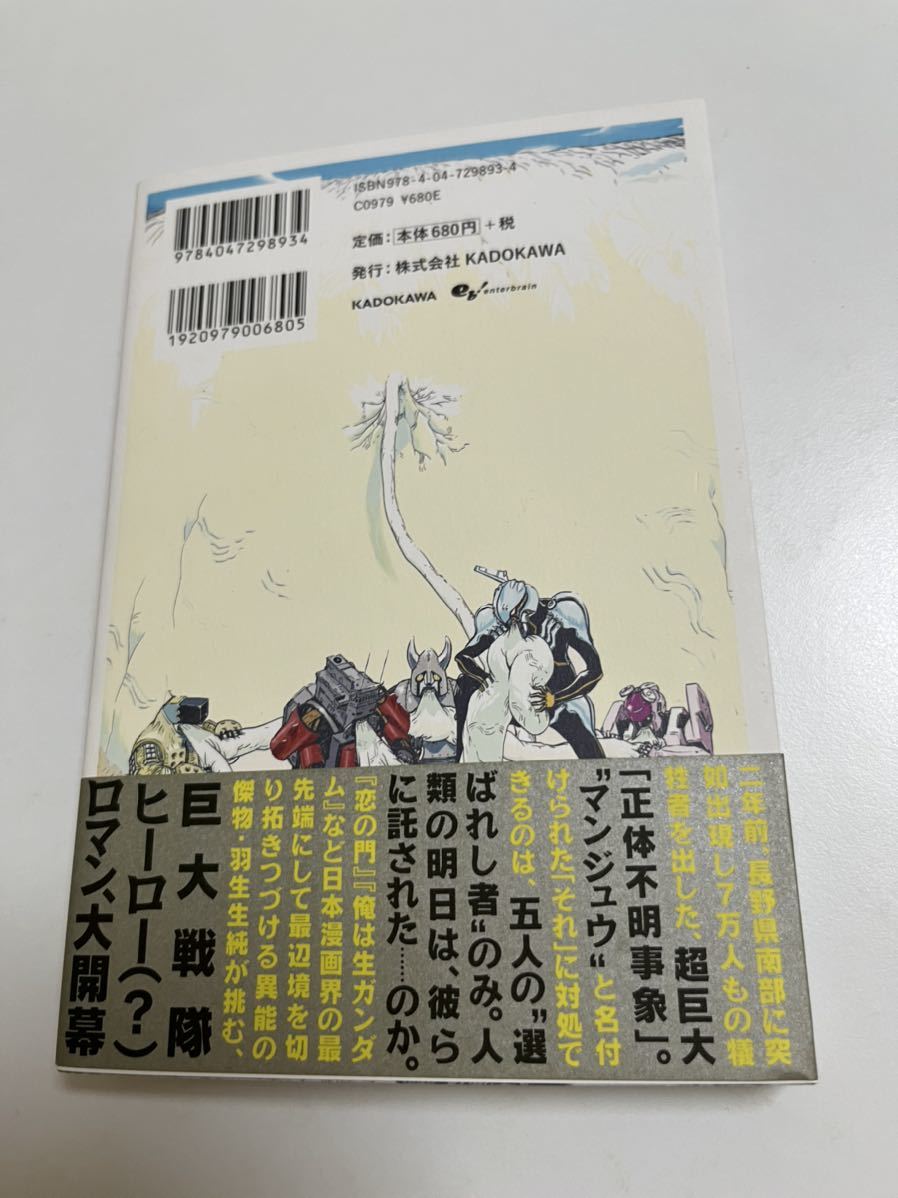 ISBN978-4-04-729893-4
C0979 ¥680E
9784047298934
定価：本体680円＋税
発行：株式会社 KADOKAWA
KADOKAWA eb! enterbrain
1920979006805
二年前。長野県南部に突
如出現し7万人もの犠
牲者を出した、超巨大
「正体不明事象」。
”マンジュウ“と名付
けられた「それ」に対処で
きるのは、五人の”選
ばれし者“のみ。人
類の明日は、彼ら
に託された……のか。
『恋の門』『俺は生ガンダ
ム』など日本漫画界の最
先端にして最辺境を切
り拓きつづける異能の
傑物・羽生生純が挑む、
巨大戦隊
ヒーロー(？)
ロマン、大開幕